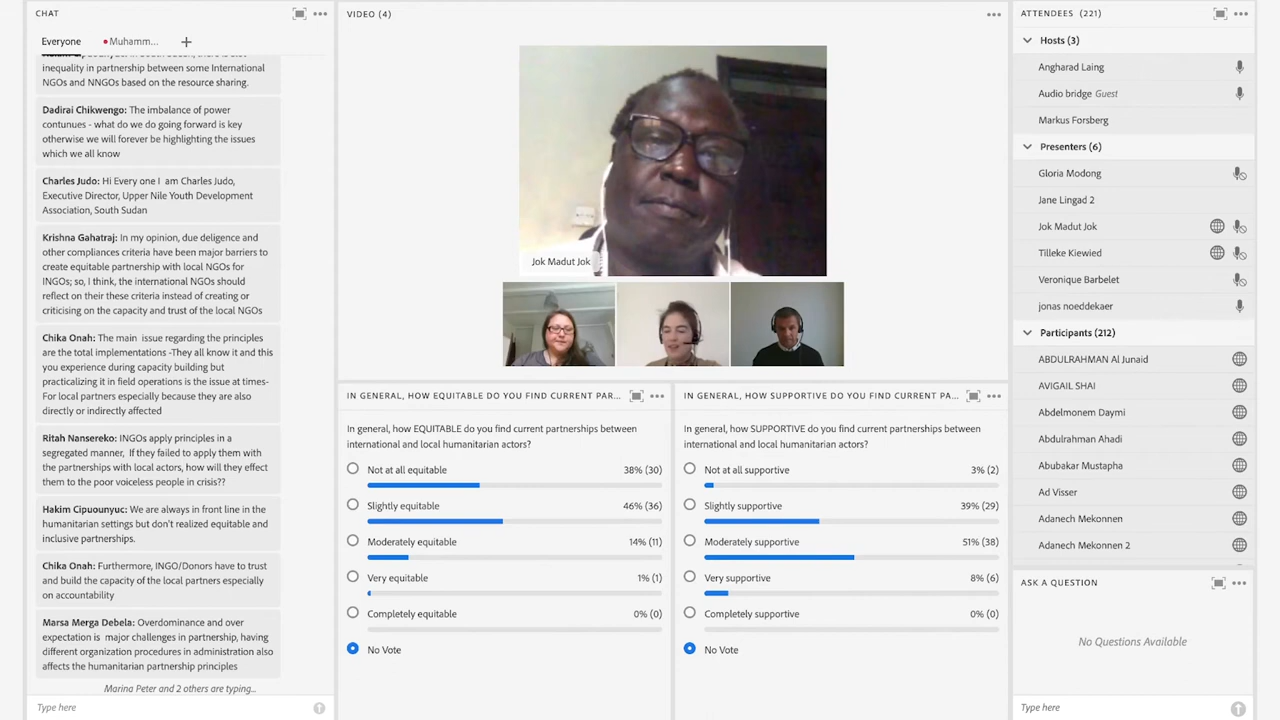 CHAT
Everyone
Muhamm...
inequality in partnership between some International
NGOs and NNGOs based on the resource sharing.
Dadirai Chikwengo: The imbalance of power
contunues - what do we do going forward is key
otherwise we will forever be highlighting the issues
which we all know
Charles Judo: Hi Every one I am Charles Judo,
Executive Director, Upper Nile Youth Development
Association, South Sudan
Krishna Gahatraj: In my opinion, due deligence and
other compliances criteria have been major barriers to
create equitable partnership with local NGOs for
INGOs; so, I think, the international NGOs should
reflect on their these criteria instead of creating or
criticising on the capacity and trust of the local NGOs
Chika Onah: The main issue regarding the principles
are the total implementations -They all know it and this
you experience during capacity building but
practicalizing it in field operations is the issue at times-
For local partners especially because they are also
directly or indirectly affected
Ritah Nansereko: INGOs apply principles in a
segregated manner, If they failed to apply them with
the partnerships with local actors, how will they effect
them to the poor voiceless people in crisis??
Hakim Cipuounyuc: We are always in front line in the
humanitarian settings but don't realized equitable and
inclusive partnerships.
Chika Onah: Furthermore, INGO/Donors have to trust
and build the capacity of the local partners especially
on accountability
Marsa Merga Debela: Overdominance and over
expectation is major challenges in partnership, having
different organization procedures in administration also
affects the humanitarian partnership principles
Marina Peter and 2 others are typing...
Type here
VIDEO (4)
Jok Madut Jok
IN GENERAL, HOW EQUITABLE DO YOU FIND CURRENT PAR...
In general, how EQUITABLE do you find current partnerships between
international and local humanitarian actors?
Not at all equitable 38% (30)
Slightly equitable 46% (36)
Moderately equitable 14% (11)
Very equitable 1% (1)
Completely equitable 0% (0)
No Vote
IN GENERAL, HOW SUPPORTIVE DO YOU FIND CURRENT PA...
In general, how SUPPORTIVE do you find current partnerships between
international and local humanitarian actors?
Not at all supportive 3% (2)
Slightly supportive 39% (29)
Moderately supportive 51% (38)
Very supportive 8% (6)
Completely supportive 0% (0)
No Vote
ATTENDEES (221)
Hosts (3)
Angharad Laing
Audio bridge Guest
Markus Forsberg
Presenters (6)
Gloria Modong
Jane Lingad 2
Jok Madut Jok
Tilleke Kiewied
Veronique Barbelet
jonas noeddekaer
Participants (212)
ABDULRAHMAN Al Junaid
AVIGAIL SHAI
Abdelmonem Daymi
Abdulrahman Ahadi
Abubakar Mustapha
Ad Visser
Adanech Mekonnen
Adanech Mekonnen 2
ASK A QUESTION
No Questions Available
Type here